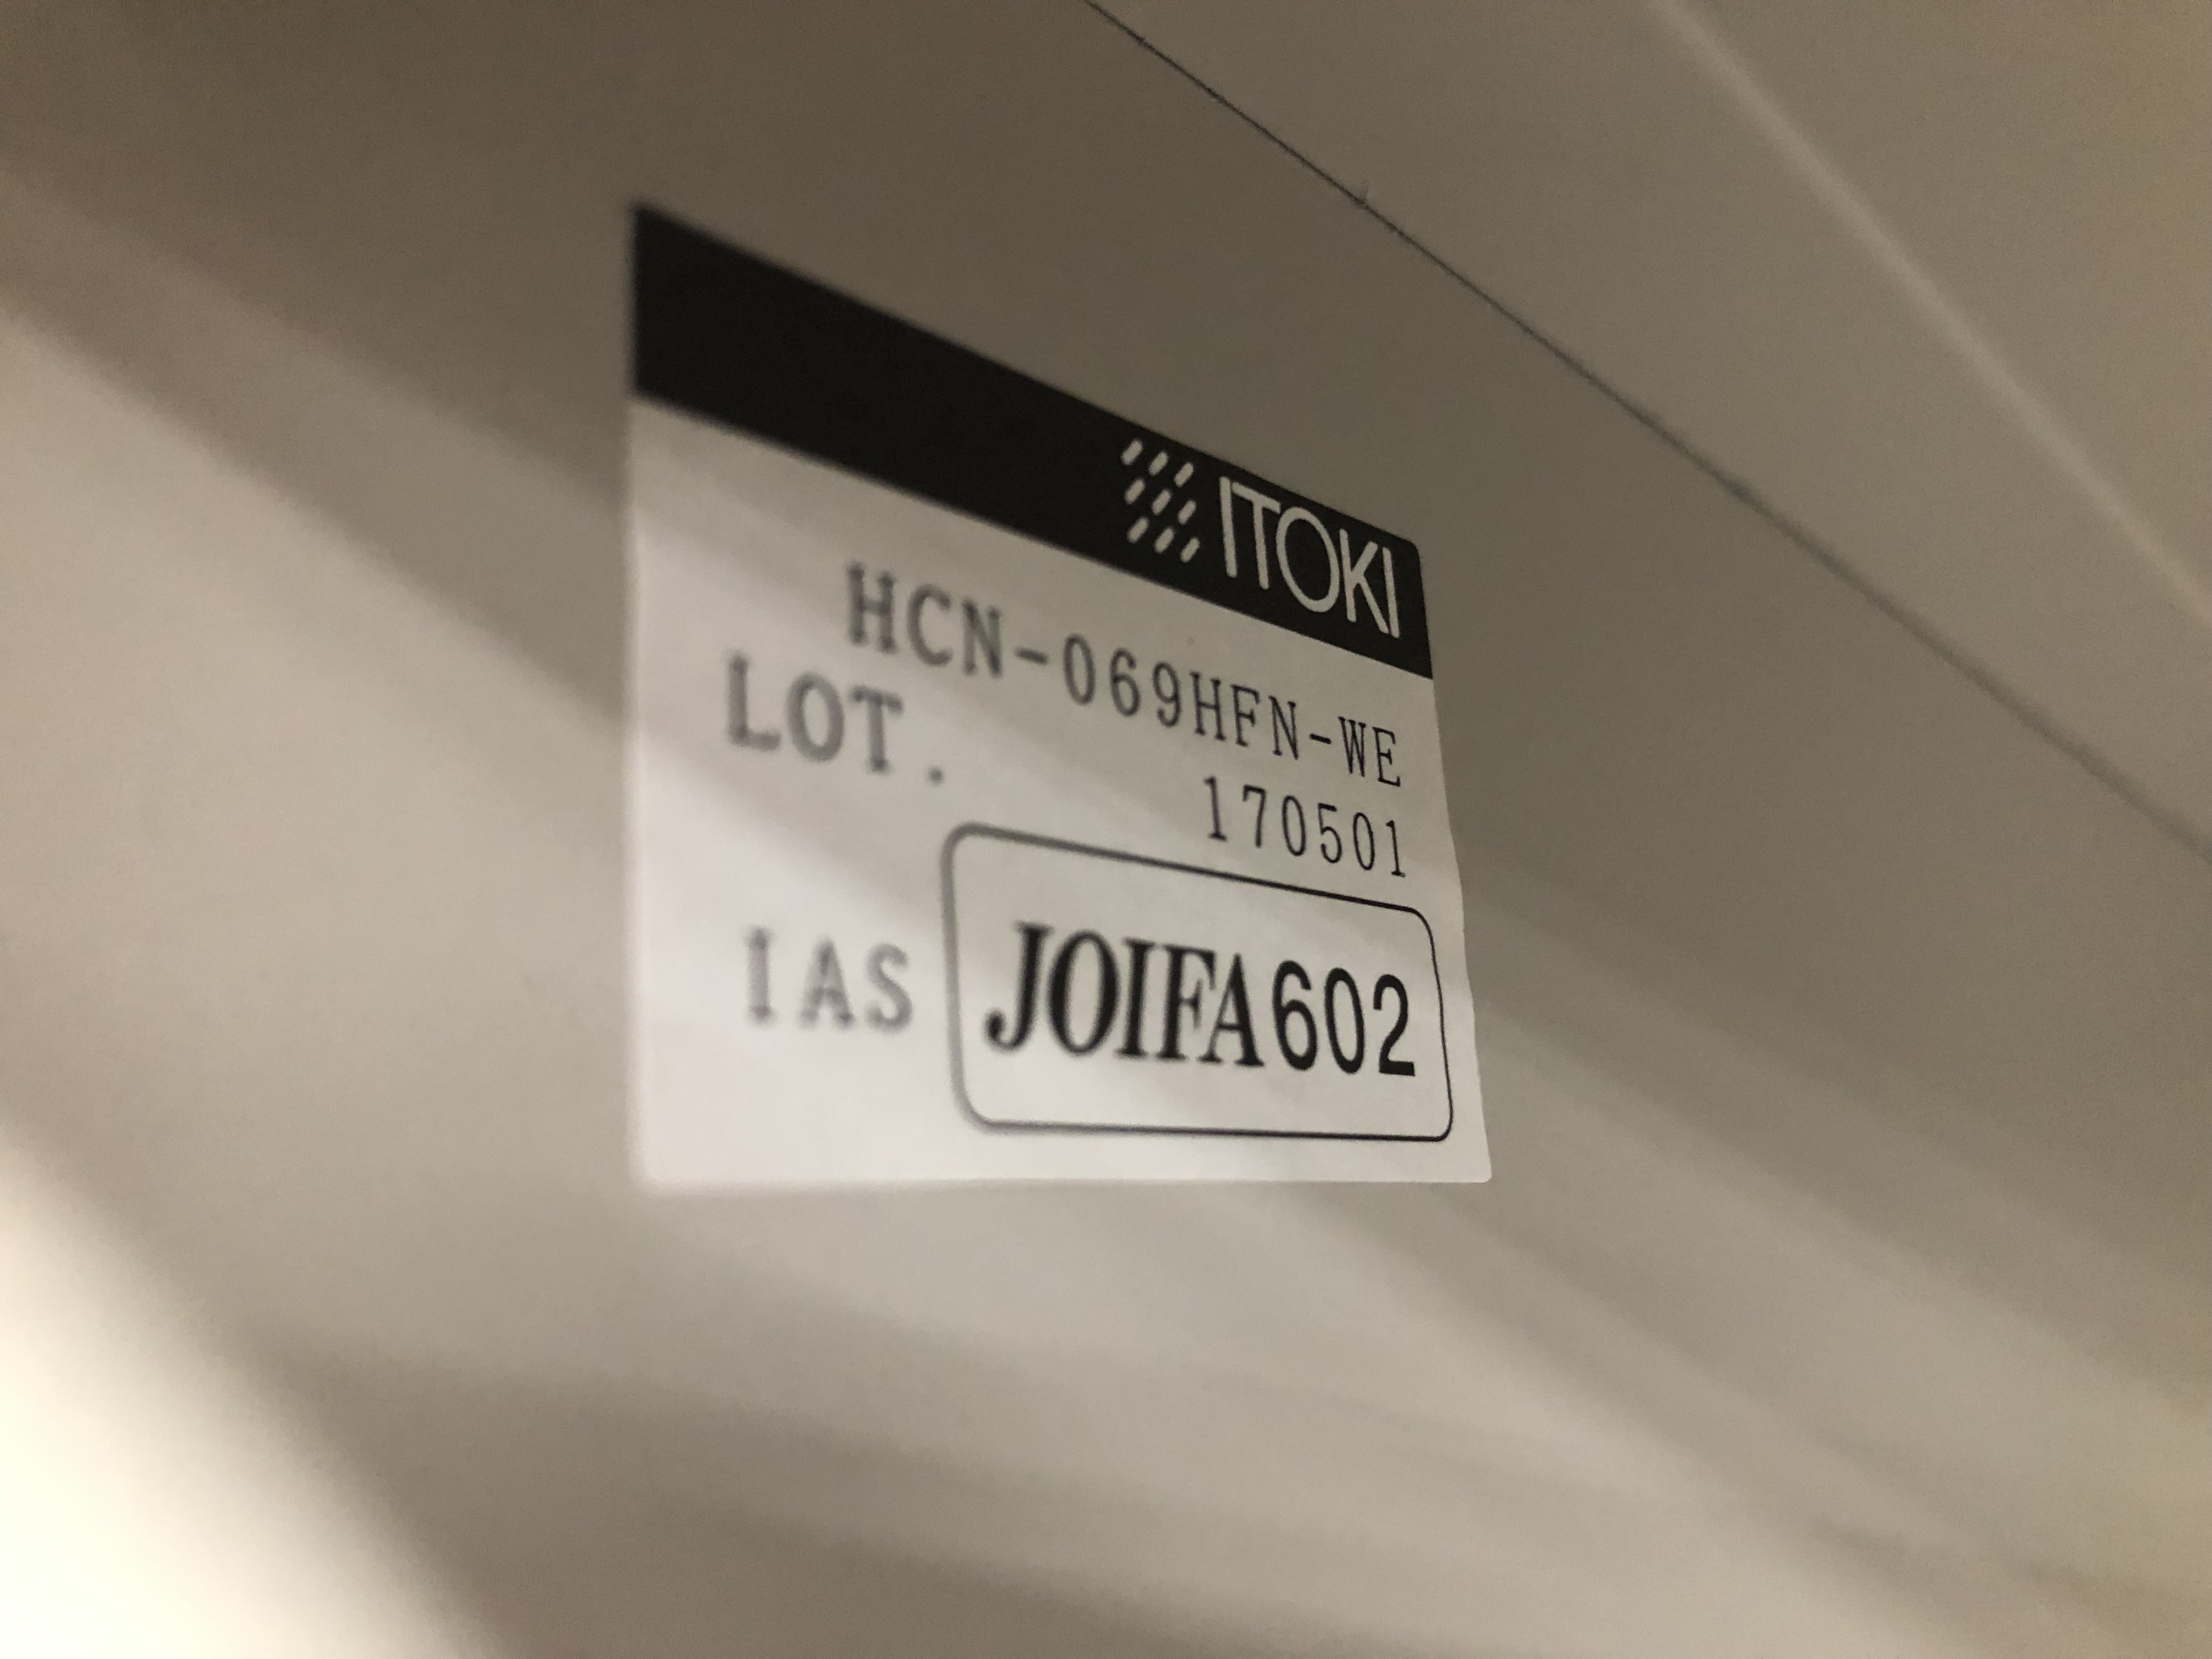 ITOKI
HCN-069HFN-WE
LOT. 170501
IAS JOIFA602